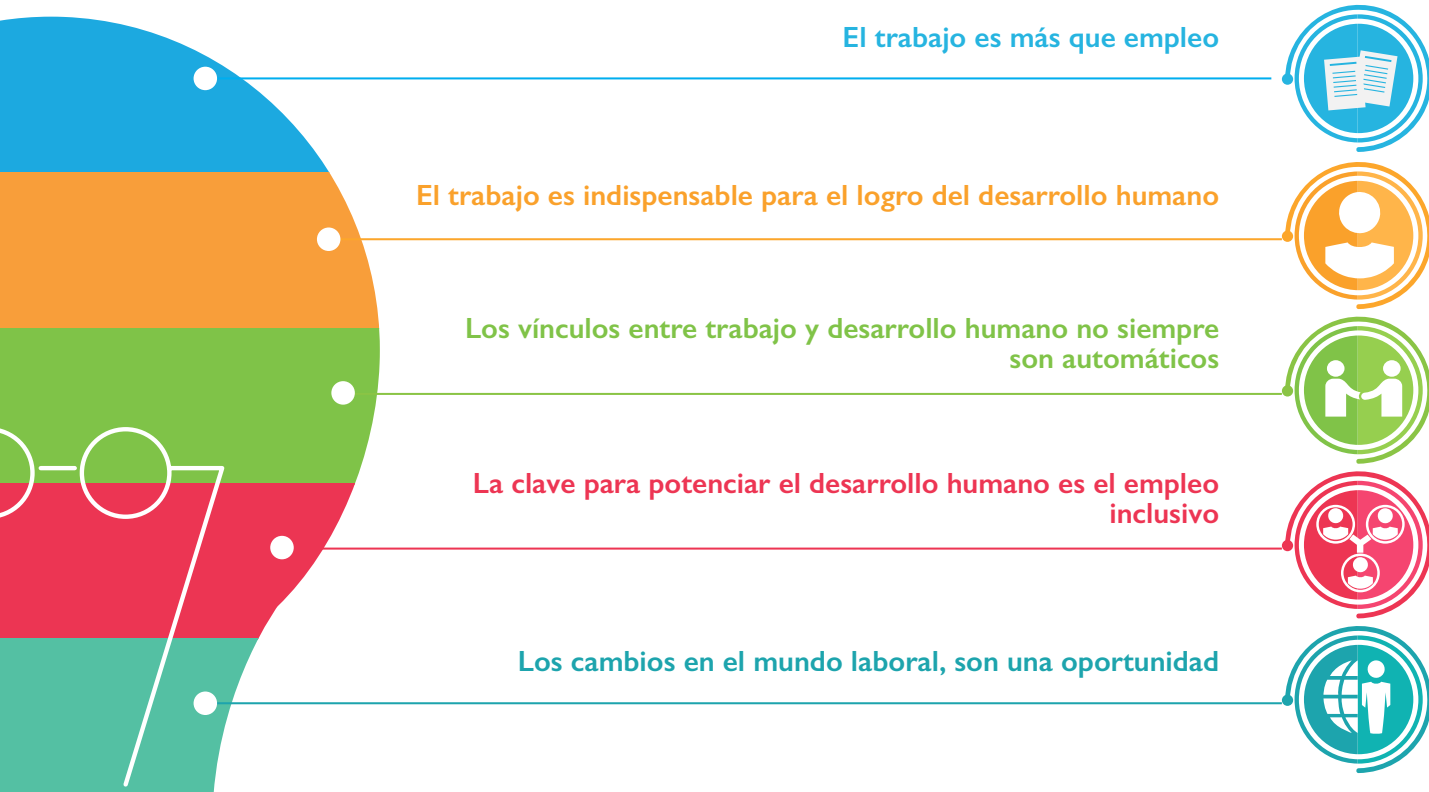 El trabajo es más que empleo
El trabajo es indispensable para el logro del desarrollo humano
Los vínculos entre trabajo y desarrollo humano no siempre
son automáticos
La clave para potenciar el desarrollo humano es el empleo
inclusivo
Los cambios en el mundo laboral, son una oportunidad